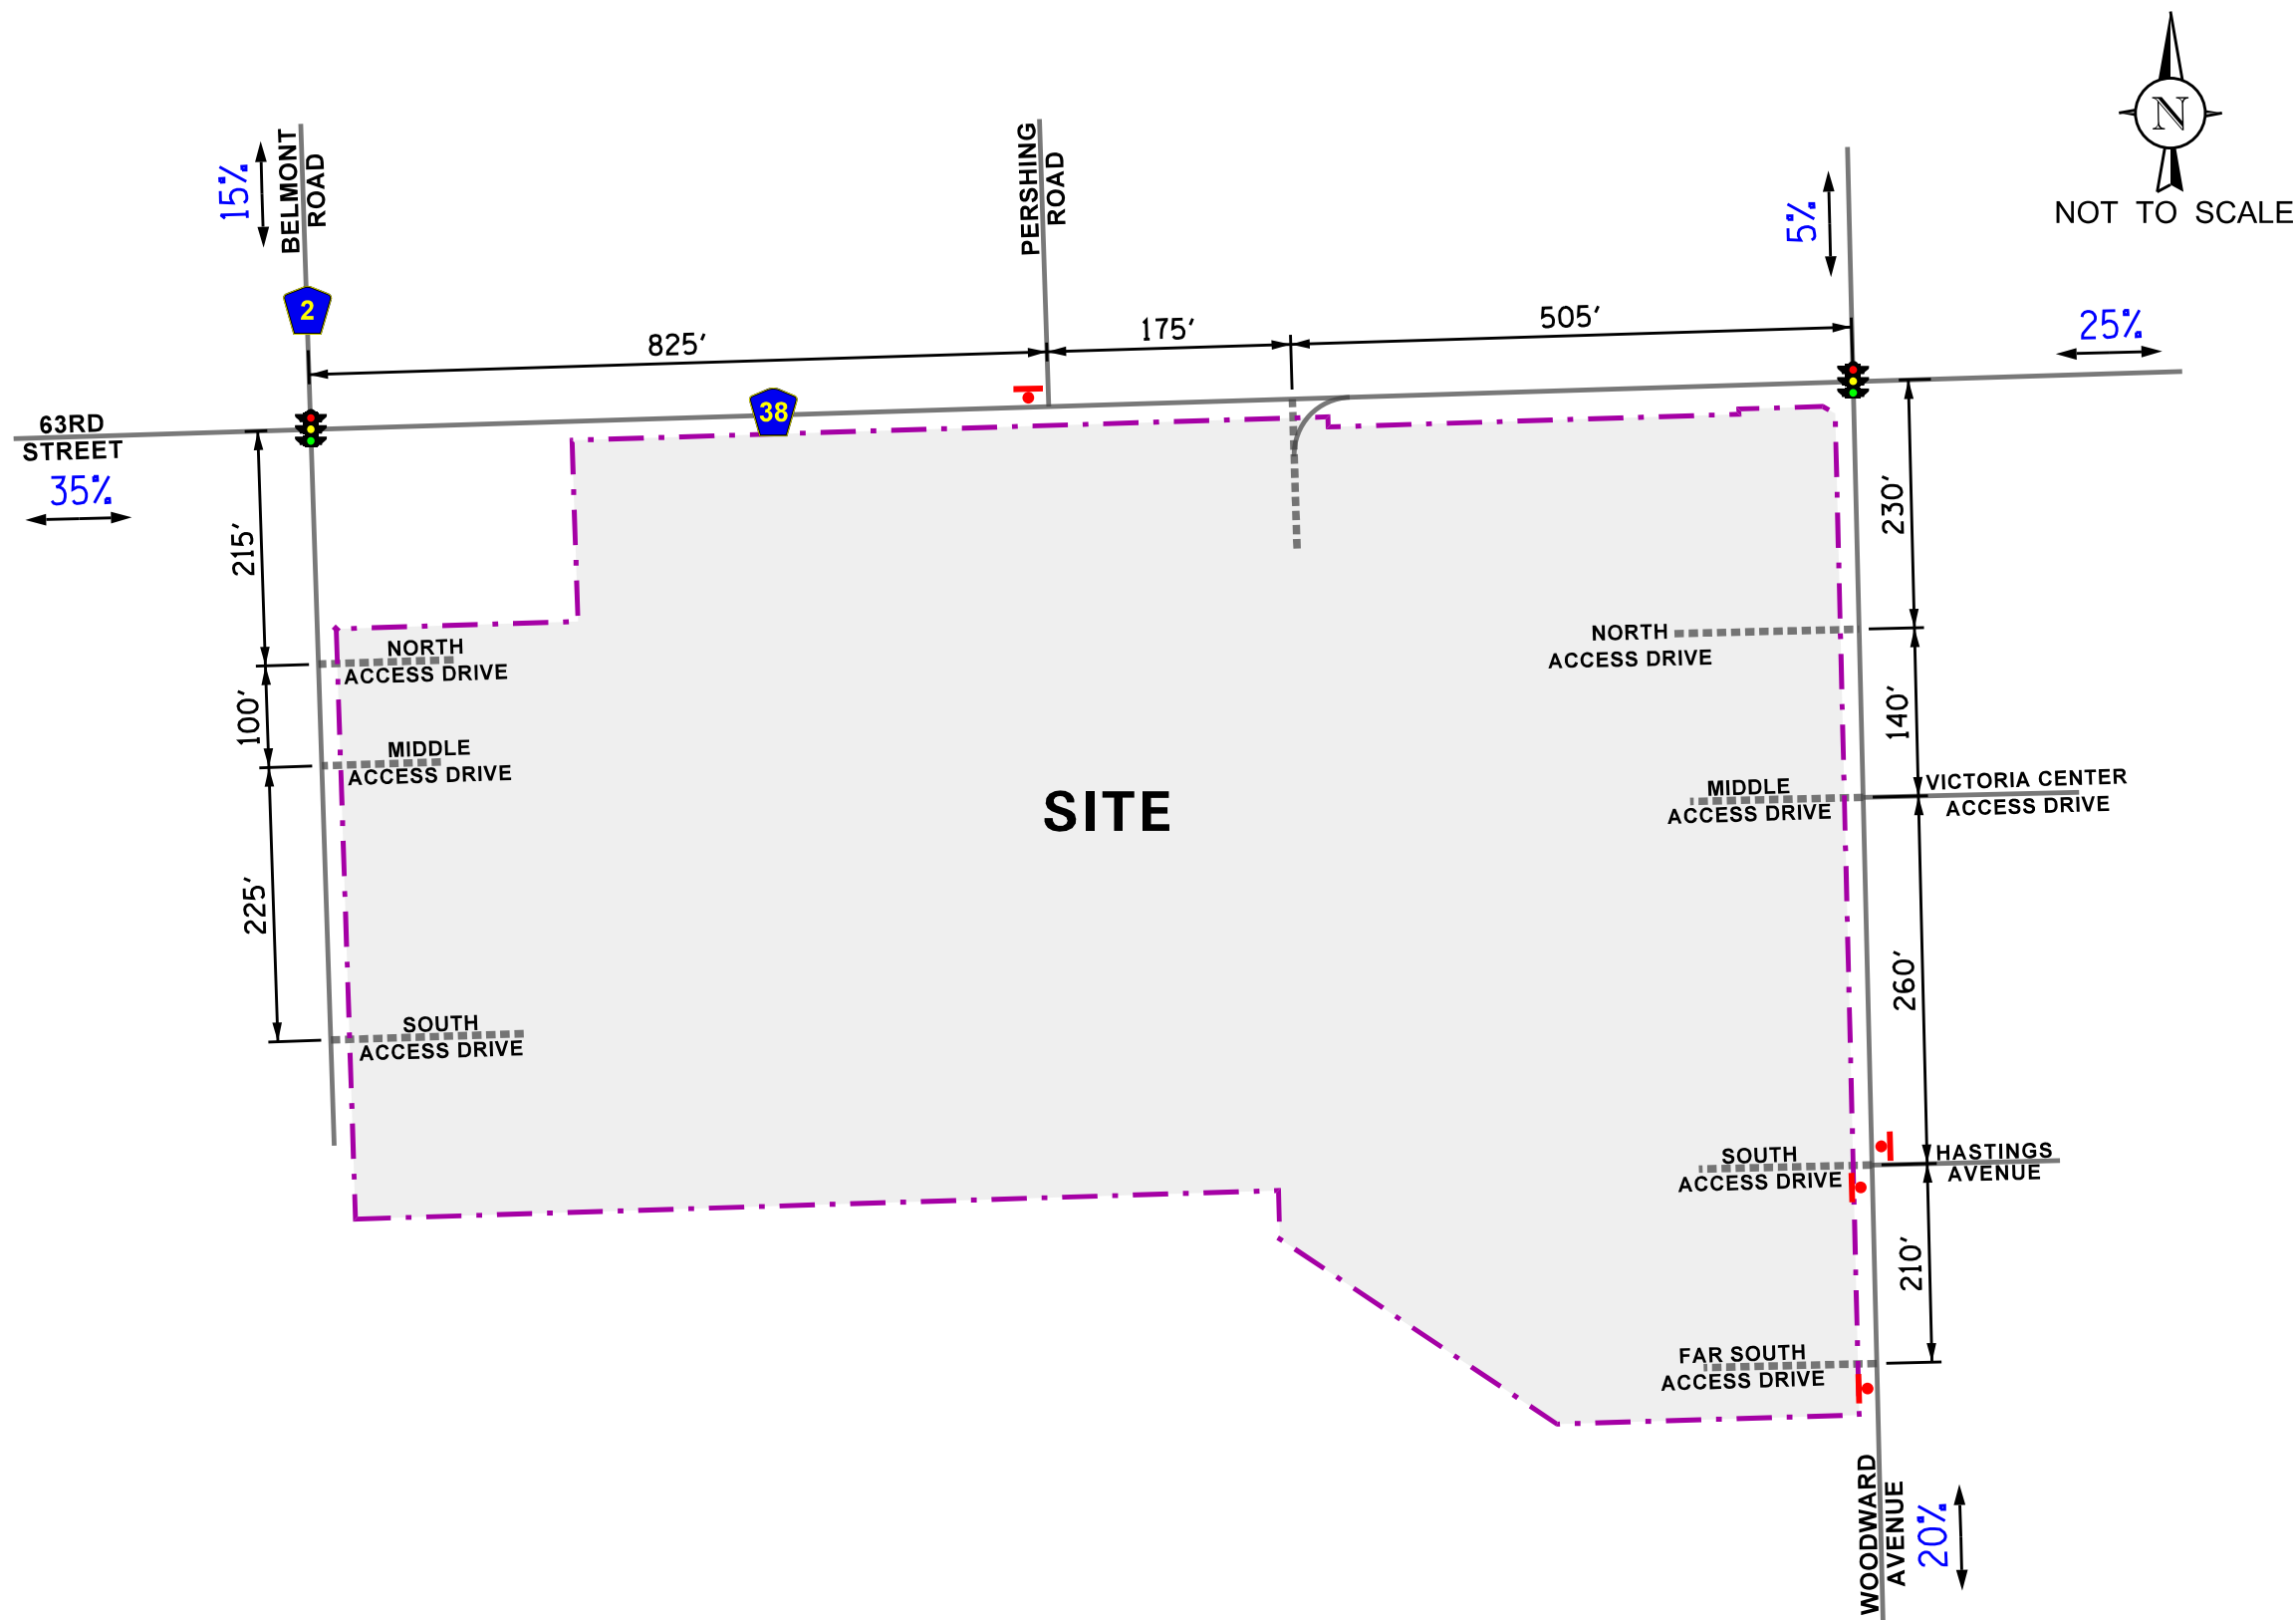 N
NOT TO SCALE
BELMONT
ROAD
15%
2
PERSHING
ROAD
5%
825'
175'
505'
25%
38
63RD
STREET
35%
215'
230'
NORTH
ACCESS DRIVE
NORTH
ACCESS DRIVE
100'
140'
MIDDLE
ACCESS DRIVE
SITE
MIDDLE
ACCESS DRIVE
VICTORIA CENTER
ACCESS DRIVE
225'
260'
SOUTH
ACCESS DRIVE
SOUTH
ACCESS DRIVE
HASTINGS
AVENUE
210'
FAR SOUTH
ACCESS DRIVE
WOODWARD
AVENUE
20%